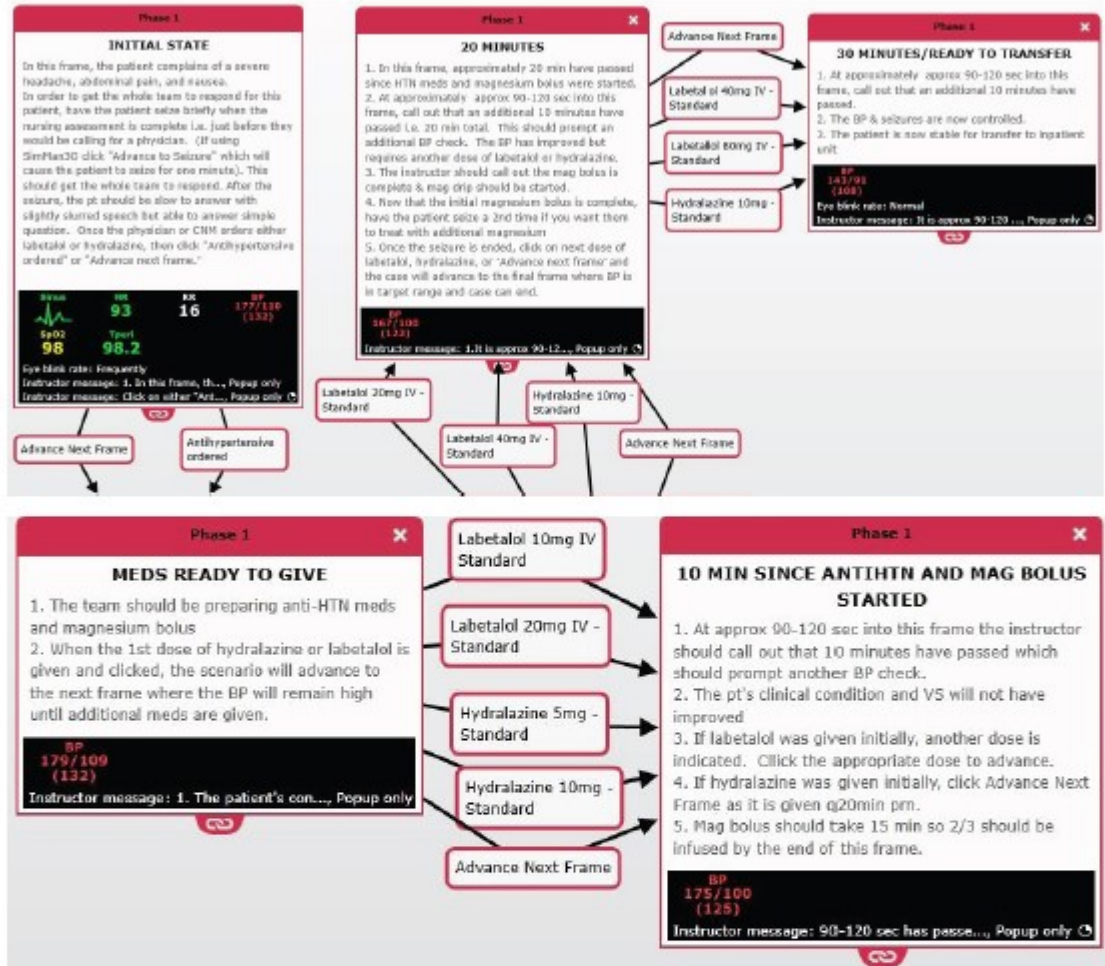 Phase 1
INITIAL STATE
In this frame, the patient complains of a severe
headache, abdominal pain, and nausea.
In order to get the whole team to respond for this
patient, have the patient seize briefly when the
nursing assessment is complete i.e. just before they
would be calling for a physician. (If using
SimMan3G click "Advance to Seizure" which will
cause the patient to seize for one minute). This
should get the whole team to respond. After the
seizure, the pt should be slow to answer with
slightly slurred speech but able to answer simple
question. Once the physician or CNM orders either
labetalol or hydralazine, then click "Antihypertensive
ordered" or "Advance next frame."
Sinus HR RR BP
93 16 177/110
(132)
SpO2 Tperi
98 98.2
Eye blink rate: Frequently
Instructor message: 1. In this frame, th..., Popup only
Instructor message: Click on either "Ant..., Popup only
Advance Next Frame
Antihypertensive
ordered
Phase 1
20 MINUTES
1. In this frame, approximately 20 min have passed
since HTN meds and magnesium bolus were started.
2. At approximately approx 90-120 sec into this
frame, call out that an additional 10 minutes have
passed i.e. 20 min total. This should prompt an
additional BP check. The BP has improved but
requires another dose of labetalol or hydralazine.
3. The instructor should call out the mag bolus is
complete & mag drip should be started.
4. Now that the initial magnesium bolus is complete,
have the patient seize a 2nd time if you want them
to treat with additional magnesium
5. Once the seizure is ended, click on next dose of
labetalol, hydralazine, or 'Advance next frame' and
the case will advance to the final frame where BP is
in target range and case can end.
BP
167/100
(122)
Instructor message: 1.It is approx 90-12..., Popup only
Labetalol 20mg IV -
Standard
Labetalol 40mg IV -
Standard
Hydralazine 10mg -
Standard
Advance Next Frame
Advance Next Frame
Labetalol 40mg IV -
Standard
Labetalol 80mg IV -
Standard
Hydralazine 10mg -
Standard
Phase 1
30 MINUTES/READY TO TRANSFER
1. At approximately approx 90-120 sec into this
frame, call out that an additional 10 minutes have
passed.
2. The BP & seizures are now controlled.
3. The patient is now stable for transfer to inpatient
unit
BP
143/91
(108)
Eye blink rate: Normal
Instructor message: It is approx 90-120 ..., Popup only
Phase 1
MEDS READY TO GIVE
1. The team should be preparing anti-HTN meds
and magnesium bolus
2. When the 1st dose of hydralazine or labetalol is
given and clicked, the scenario will advance to
the next frame where the BP will remain high
until additional meds are given.
BP
179/109
(132)
Instructor message: 1. The patient's con..., Popup only
Labetalol 10mg IV
Standard
Labetalol 20mg IV -
Standard
Hydralazine 5mg -
Standard
Hydralazine 10mg -
Standard
Advance Next Frame
Phase 1
10 MIN SINCE ANTIHTN AND MAG BOLUS
STARTED
1. At approx 90-120 sec into this frame the instructor
should call out that 10 minutes have passed which
should prompt another BP check.
2. The pt's clinical condition and VS will not have
improved
3. If labetalol was given initially, another dose is
indicated. Cllick the appropriate dose to advance.
4. If hydralazine was given initially, click Advance Next
Frame as it is given q20min prn.
5. Mag bolus should take 15 min so 2/3 should be
infused by the end of this frame.
BP
175/100
(125)
Instructor message: 90-120 sec has passe..., Popup only